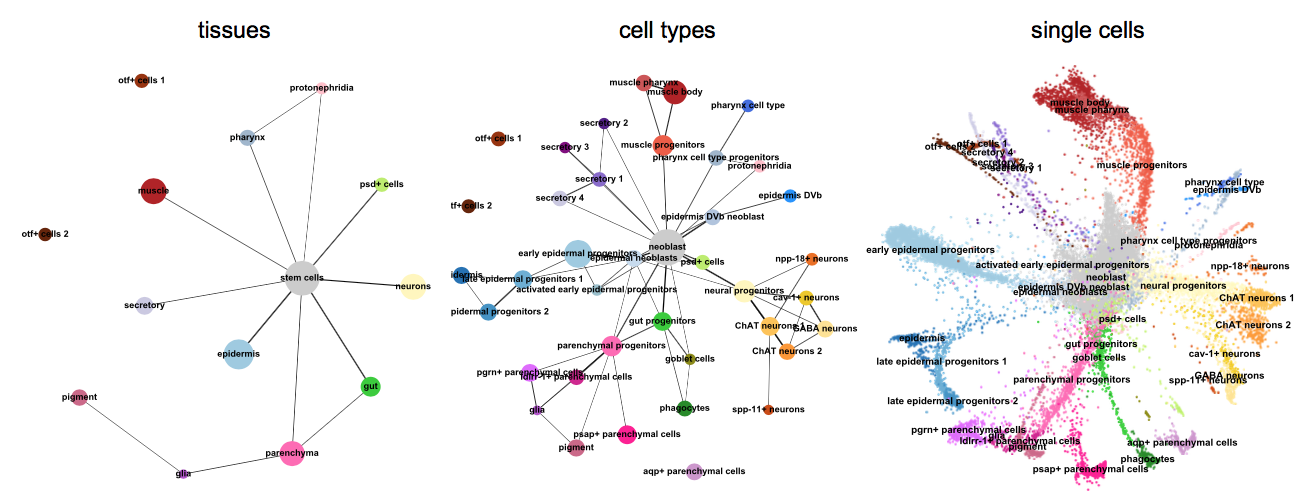 tissues
otf+ cells 1
protonephridia
pharynx
muscle
psd+ cells
otf+ cells 2
stem cells
neurons
secretory
epidermis
gut
pigment
parenchyma
glia
cell types
muscle pharynx
muscle body
pharynx cell type
secretory 2
otf+ cells 1
secretory 3
muscle progenitors
pharynx cell type progenitors
protonephridia
secretory 1
secretory 4
epidermis DVb
tf+ cells 2
epidermis DVb neoblast
neoblast
early epidermal progenitors
epidermal neoblasts
psd+ cells
npp-18+ neurons
idermis
late epidermal progenitors 1
activated early epidermal progenitors
neural progenitors
cav-1+ neurons
pidermal progenitors 2
gut progenitors
ChAT neurons 1
GABA neurons
parenchymal progenitors
ChAT neurons 2
goblet cells
pgrn+ parenchymal cells
ldlrr-1+ parenchymal cells
glia
phagocytes
spp-11+ neurons
psap+ parenchymal cells
pigment
aqp+ parenchymal cells
single cells
muscle body
muscle pharynx
otf+ cells 1
secretory 4
secretory 2
secretory 1
muscle progenitors
pharynx cell type
epidermis DVb
pharynx cell type progenitors
protonephridia
early epidermal progenitors
activated early epidermal progenitors
neoblast
npp-18+ neurons
epidermis DVb neoblast
epidermal neoblasts
neural progenitors
ChAT neurons 1
psd+ cells
ChAT neurons 2
epidermis
gut progenitors
goblet cells
cav-1+ neurons
late epidermal progenitors 1
parenchymal progenitors
GABA neurons
spp-11+ neurons
late epidermal progenitors 2
pgrn+ parenchymal cells
glia
ldlrr-1+ parenchymal cells
pigment
aqp+ parenchymal cells
phagocytes
psap+ parenchymal cells